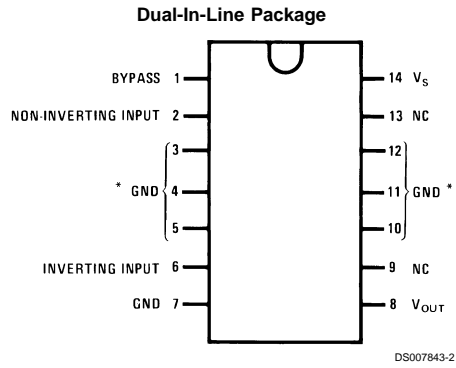 Dual-In-Line Package
BYPASS 1
14 VS
NON-INVERTING INPUT 2
13 NC
3
12
* GND 4
11 GND *
5
10
INVERTING INPUT 6
9 NC
GND 7
8 VOUT
DS007843-2